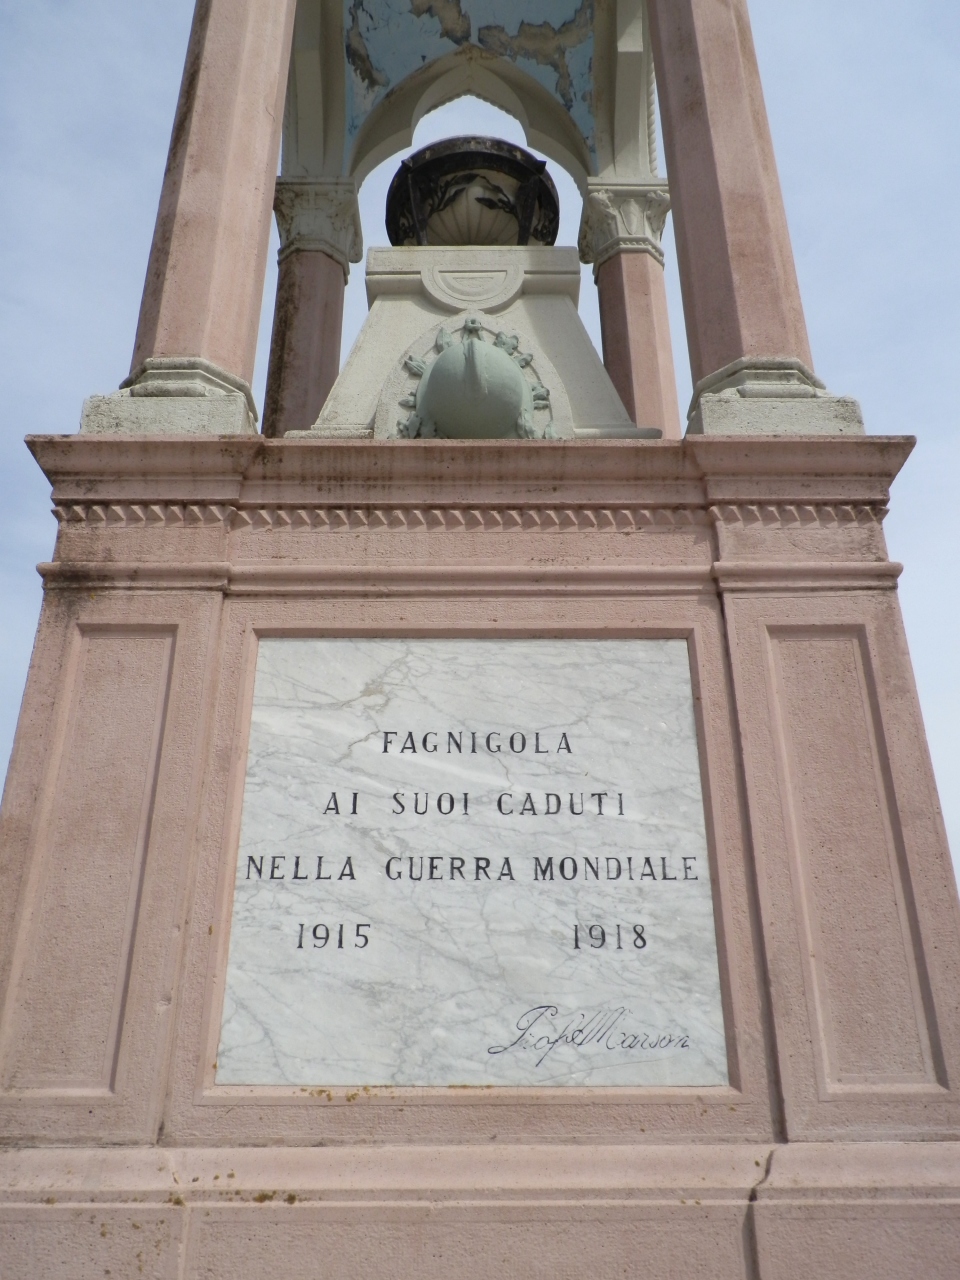 FAGNIGOLA
AI SUOI CADUTI
NELLA GUERRA MONDIALE
1915 1918
Prof A Marson